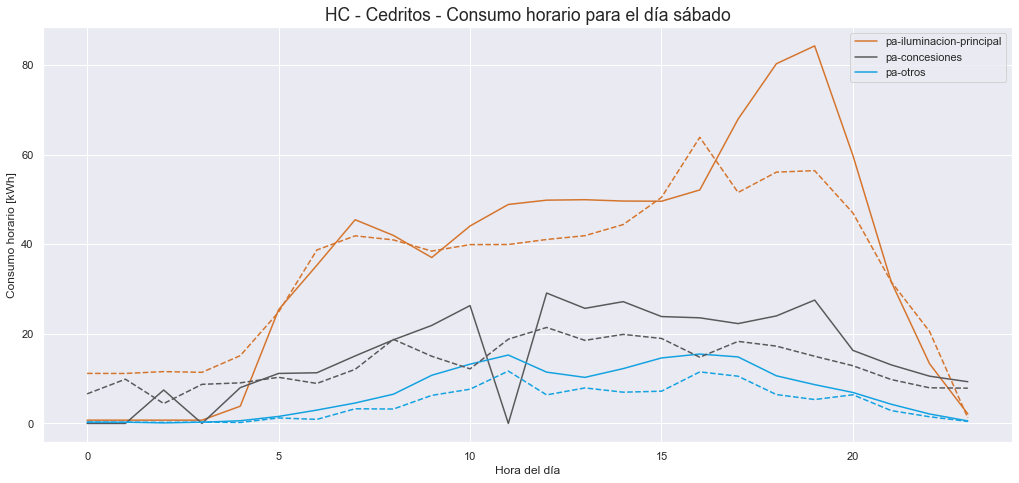 HC - Cedritos - Consumo horario para el día sábado
pa-iluminacion-principal
pa-concesiones
pa-otros
Consumo horario [kWh]
80
60
40
20
0
0 5 10 15 20
Hora del día